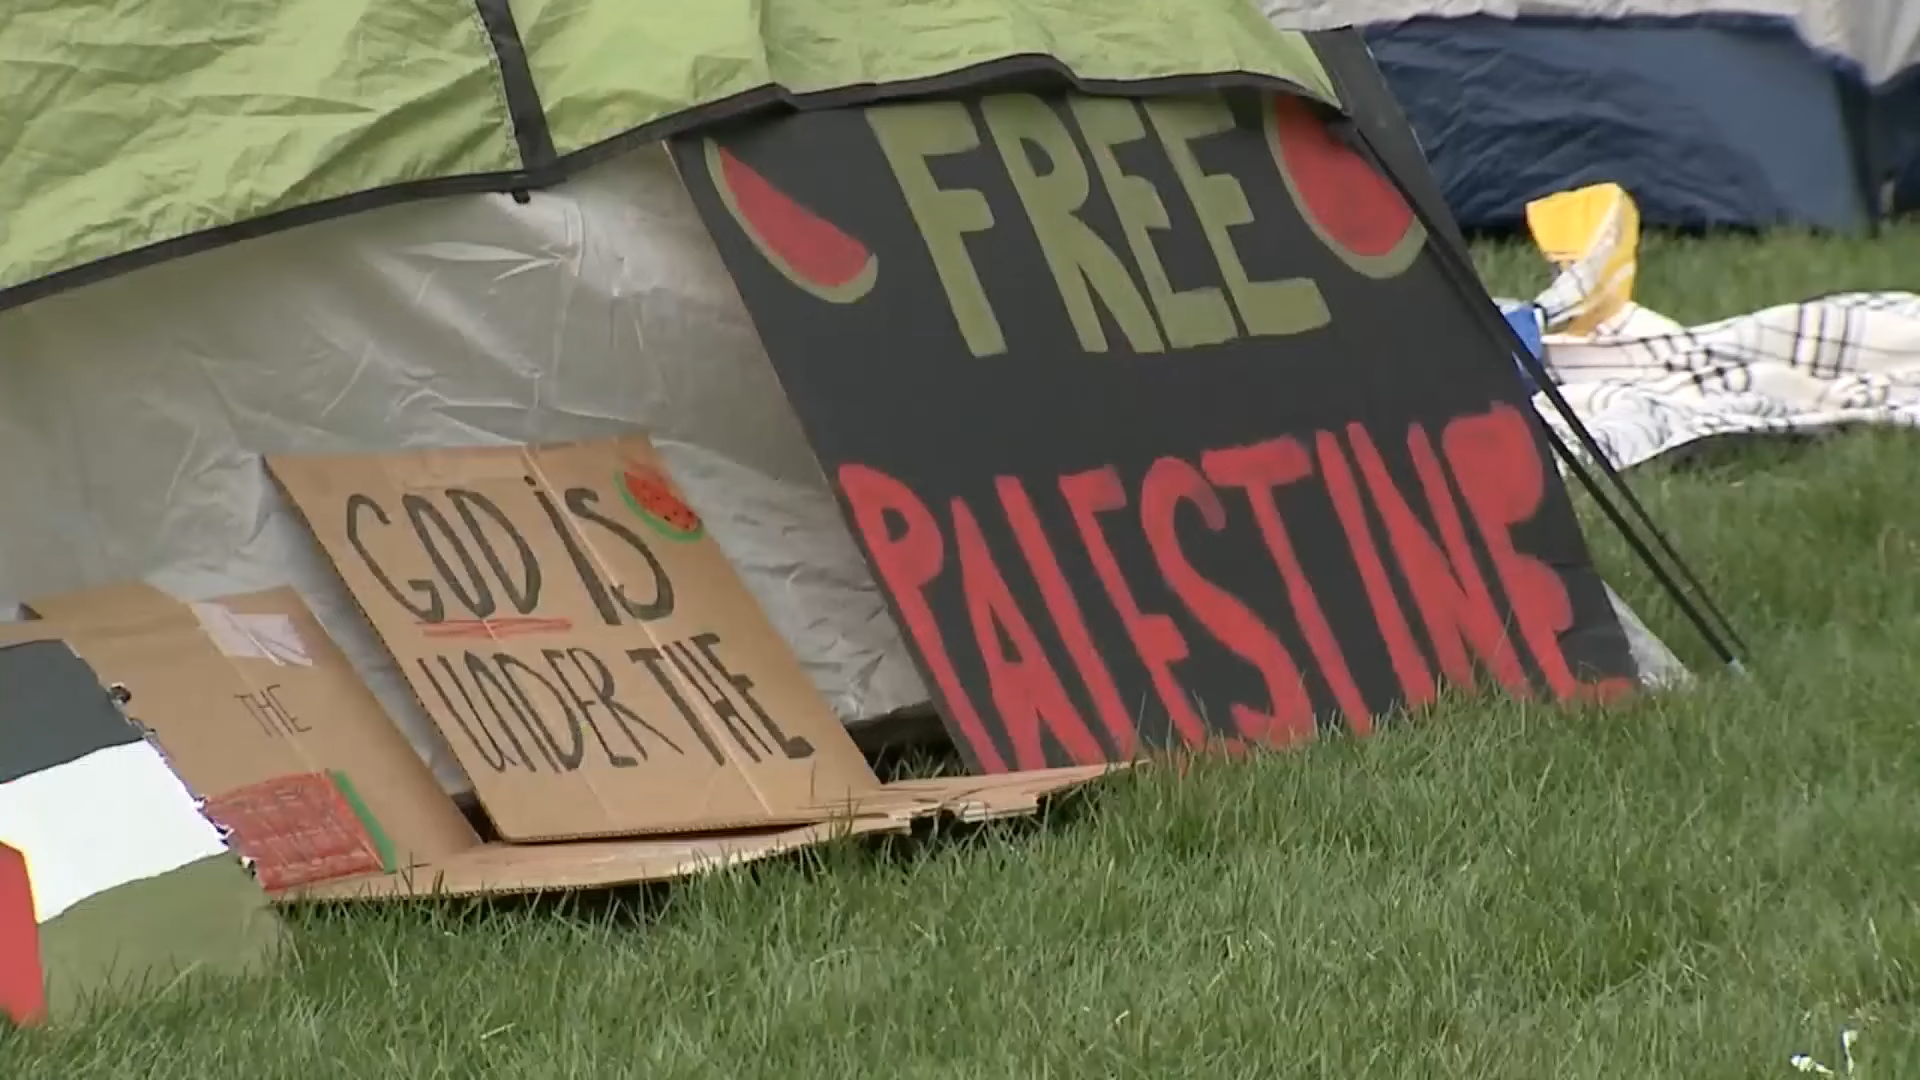 FREE
PALESTINE
GOD iS
UNDER THE
THE